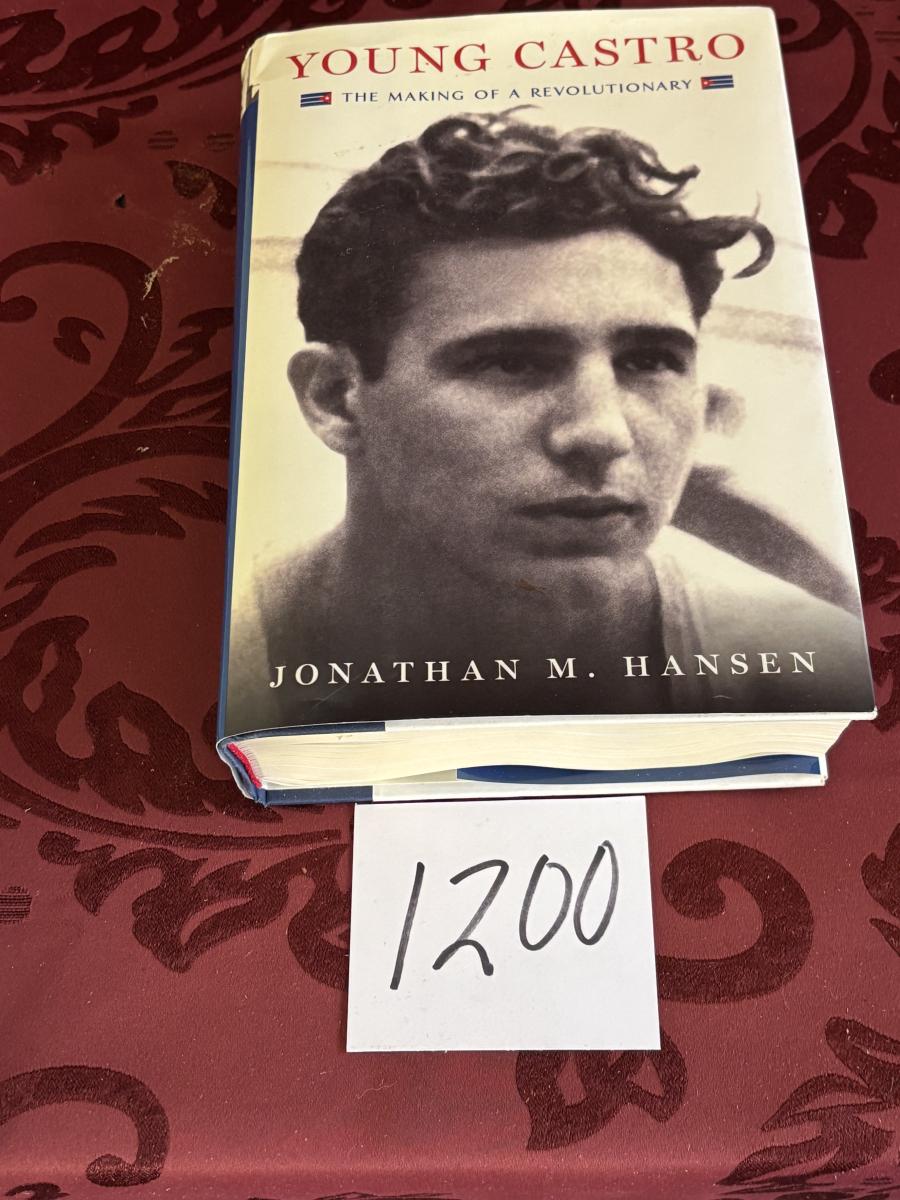 YOUNG CASTRO
THE MAKING OF A REVOLUTIONARY
JONATHAN M. HANSEN
1200